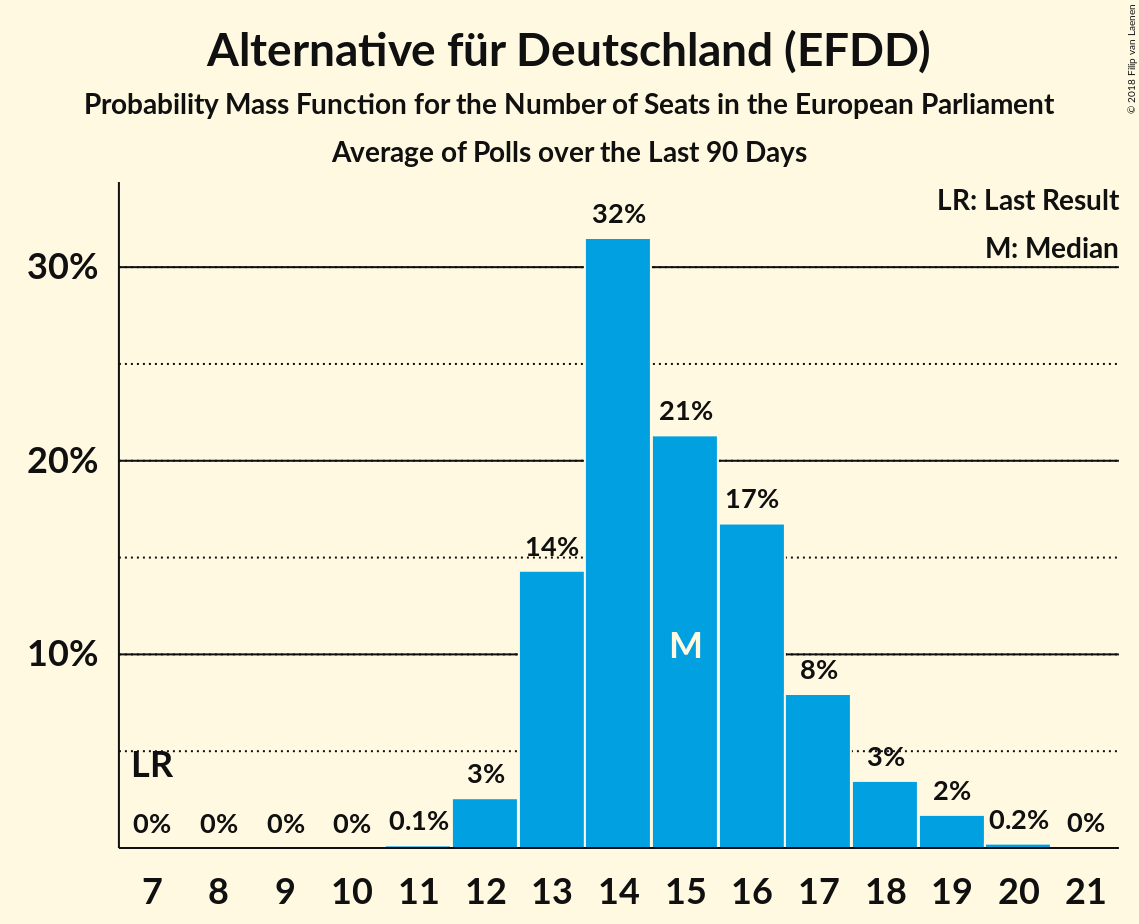 Alternative für Deutschland (EFDD)
Probability Mass Function for the Number of Seats in the European Parliament
Average of Polls over the Last 90 Days
© 2018 Filip van Laenen
LR: Last Result
M: Median
30%
20%
10%
LR
M
0%
0%
0%
0%
0.1%
3%
14%
32%
21%
17%
8%
3%
2%
0.2%
0%
7 8 9 10 11 12 13 14 15 16 17 18 19 20 21